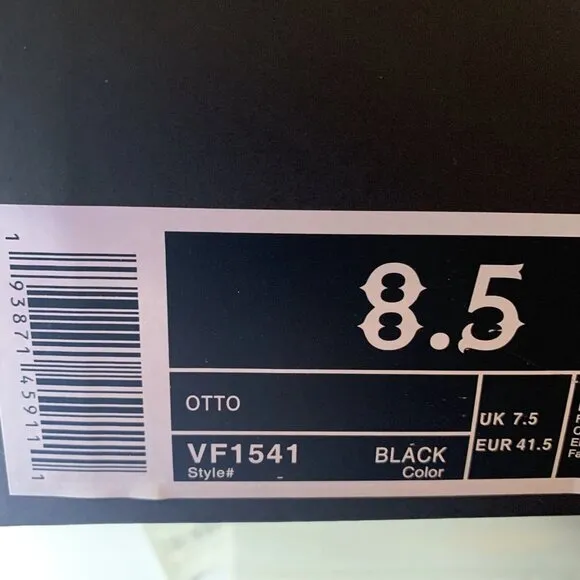 1 93871 45911 1
8.5
OTTO
UK 7.5
EUR 41.5
VF1541
Style#
BLACK
Color